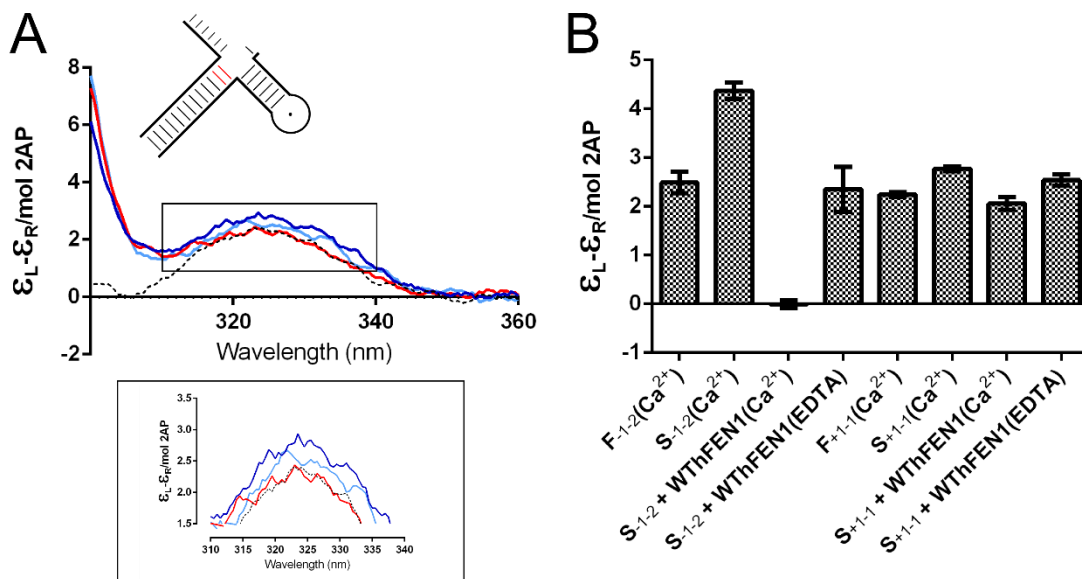 A
8
6
4
2
0
-2
εL-εR/mol 2AP
320
340
360
Wavelength (nm)
3.5
3.0
2.5
2.0
1.5
εL-εR/mol 2AP
310
315
320
325
330
335
340
Wavelength (nm)
B
5
4
3
2
1
0
-1
εL-εR/mol 2AP
F-1-2(Ca2+)
S-1-2(Ca2+)
S-1-2 + WThFEN1(Ca2+)
S-1-2 + WThFEN1(EDTA)
F+1-1(Ca2+)
S+1-1(Ca2+)
S+1-1 + WThFEN1(Ca2+)
S+1-1 + WThFEN1(EDTA)